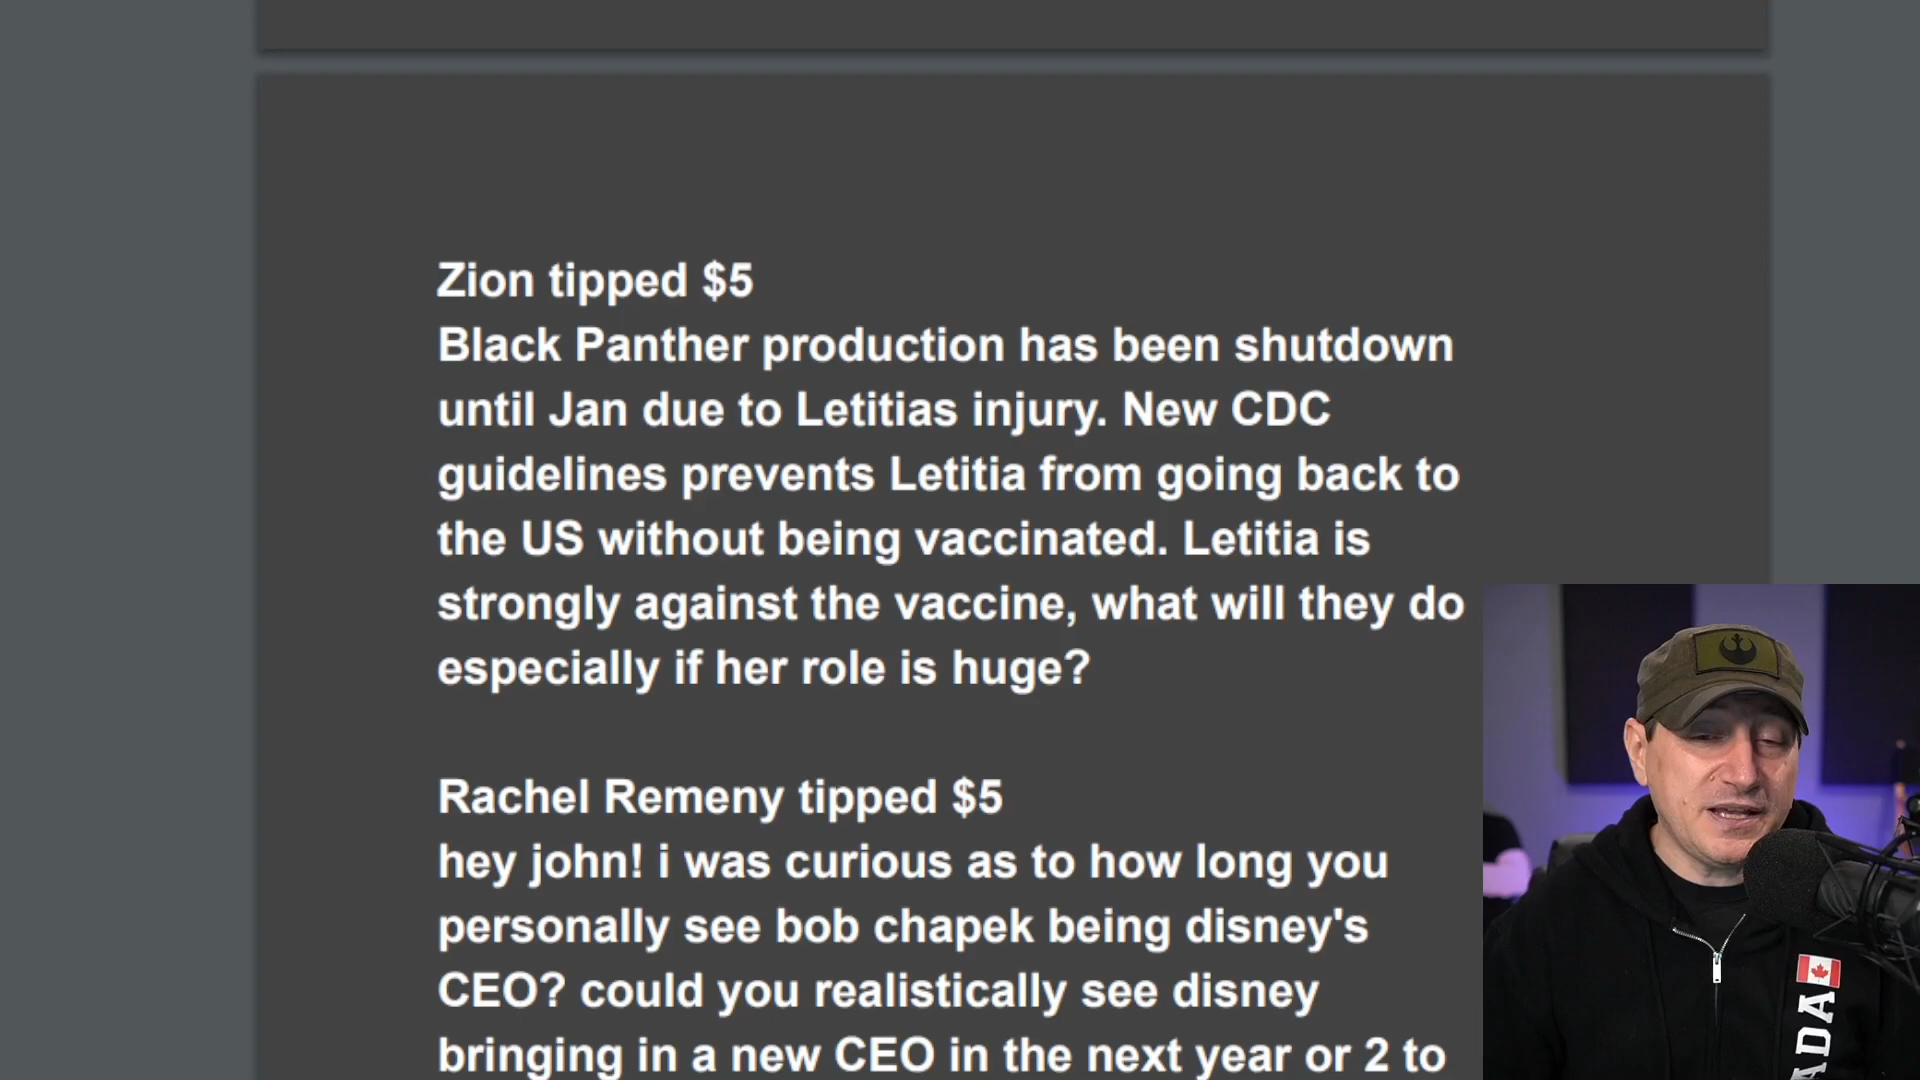 Zion tipped $5
Black Panther production has been shutdown
until Jan due to Letitias injury. New CDC
guidelines prevents Letitia from going back to
the US without being vaccinated. Letitia is
strongly against the vaccine, what will they do
especially if her role is huge?
Rachel Remeny tipped $5
hey john! i was curious as to how long you
personally see bob chapek being disney's
CEO? could you realistically see disney
bringing in a new CEO in the next year or 2 to
ADA